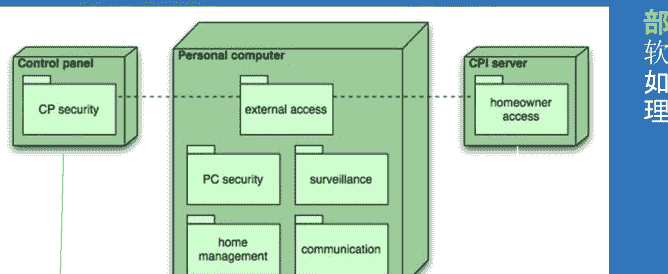 Control panel
CP security
Personal computer
external access
PC security
surveillance
home
management
communication
CPI server
homeowner
access
部
软
如
理